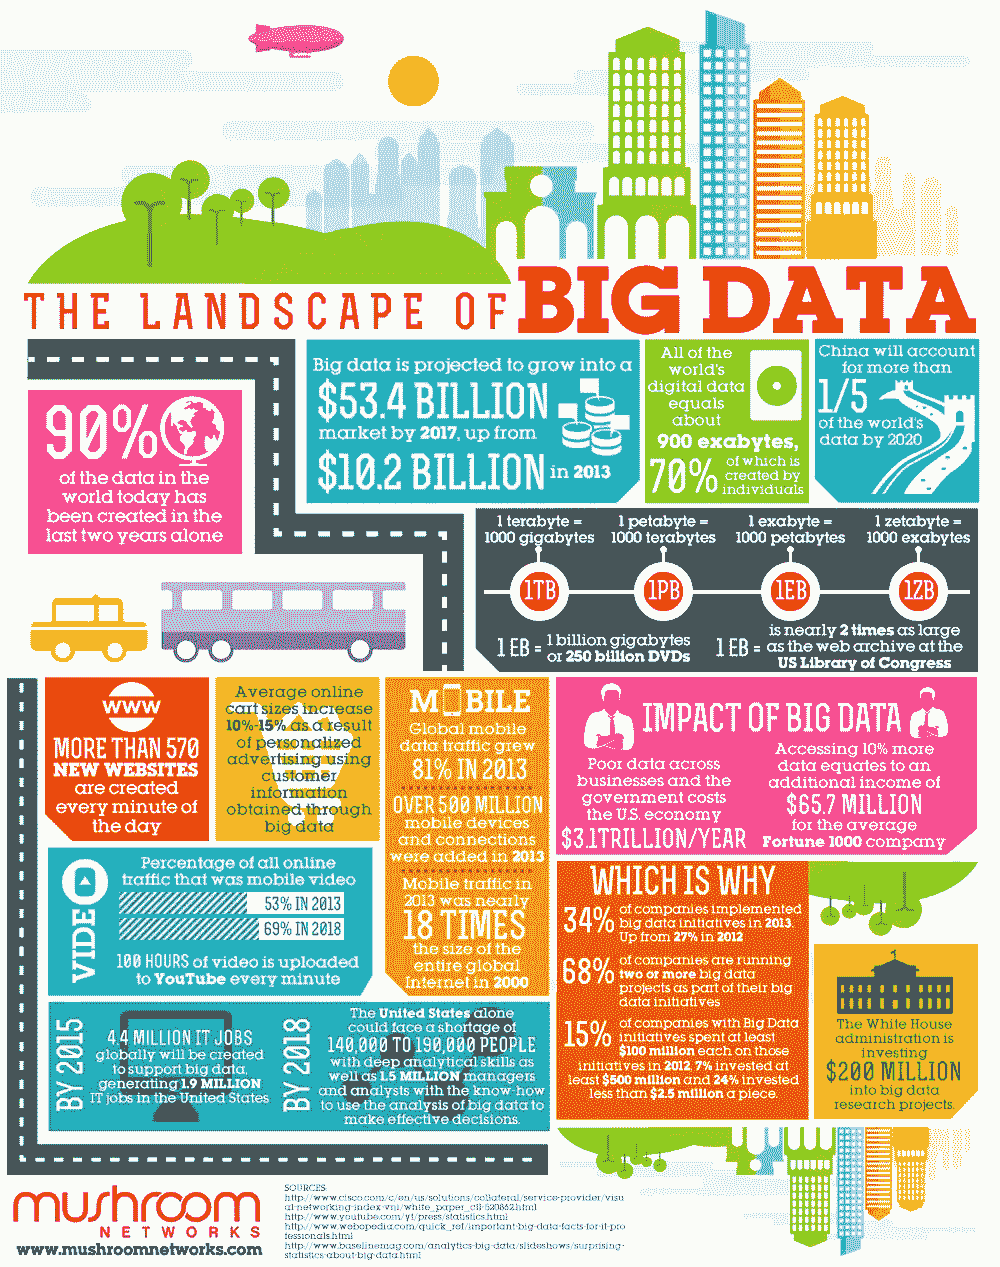 THE LANDSCAPE OF BIG DATA
90%
of the data in the
world today has
been created in the
last two years alone
Big data is projected to grow into a
$53.4 BILLION
market by 2017, up from
$10.2 BILLION in 2013
All of the
world's
digital data
equals
about
900 exabytes,
70% of which is
created by
individuals
China will account
for more than
1/5
of the world's
data by 2020
1 terabyte =
1000 gigabytes
1 petabyte =
1000 terabytes
1 exabyte =
1000 petabytes
1 zetabyte =
1000 exabytes
1TB
1PB
1EB
1ZB
1 EB = 1 billion gigabytes
or 250 billion DVDs
1 EB = is nearly 2 times as large
as the web archive at the
US Library of Congress
WWW
MORE THAN 570
NEW WEBSITES
are created
every minute of
the day
Average online
cart sizes increase
10%-15% as a result
of personalized
advertising using
customer
information
obtained through
big data
MOBILE
Global mobile
data traffic grew
81% IN 2013
OVER 500 MILLION
mobile devices
and connections
were added in 2013
Mobile traffic in
2013 was nearly
18 TIMES
the size of the
entire global
Internet in 2000
IMPACT OF BIG DATA
Poor data across
businesses and the
government costs
the U.S. economy
$3.1TRILLION/YEAR
Accessing 10% more
data equates to an
additional income of
$65.7 MILLION
for the average
Fortune 1000 company
VIDEO
Percentage of all online
traffic that was mobile video
53% IN 2013
69% IN 2018
100 HOURS of video is uploaded
to YouTube every minute
WHICH IS WHY
34% of companies implemented
big data initiatives in 2013.
Up from 27% in 2012
68% of companies are running
two or more big data
projects as part of their big
data initiatives
15% of companies with Big Data
initiatives spent at least
$100 million each on those
initiatives in 2012. 7% invested at
least $500 million and 24% invested
less than $2.5 million a piece.
The White House
administration is
investing
$200 MILLION
into big data
research projects.
BY 2015
4.4 MILLION IT JOBS
globally will be created
to support big data,
generating 1.9 MILLION
IT jobs in the United States
BY 2018
The United States alone
could face a shortage of
140,000 TO 190,000 PEOPLE
with deep analytical skills as
well as 1.5 MILLION managers
and analysts with the know-how
to use the analysis of big data to
make effective decisions.
mushroom
NETWORKS
www.mushroomnetworks.com
SOURCES
http://www.cisco.com/c/en/us/solutions/collateral/service-provider/visu
al-networking-index-vni/white_paper_c11-520862.html
http://www.youtube.com/yt/press/statistics.html
http://www.webopedia.com/quick_ref/important-big-data-facts-for-it-pro
fessionals.html
http://www.baselinemag.com/analytics-big-data/slideshows/surprising-
statistics-about-big-data.html